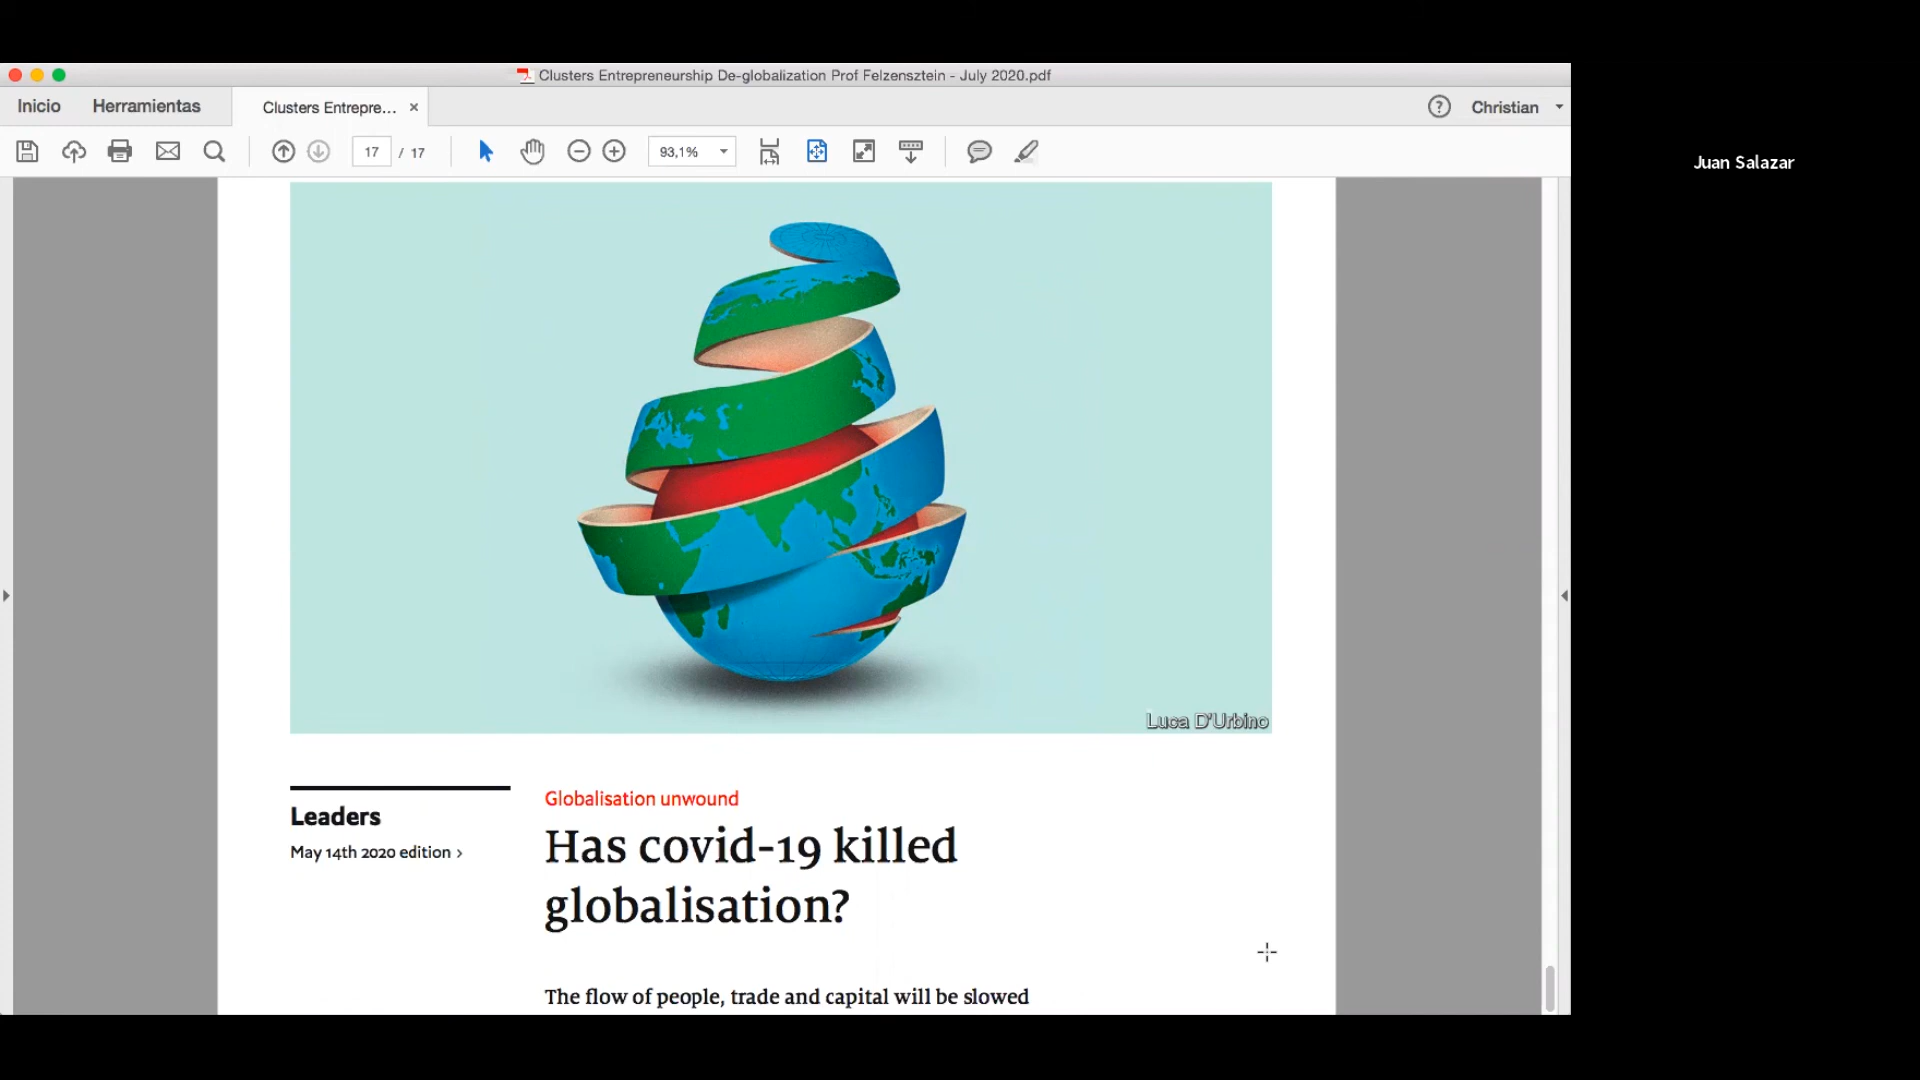 Clusters Entrepreneurship De-globalization Prof Felzensztein - July 2020.pdf
Inicio
Herramientas
Clusters Entrepre... ×
? Christian
17 / 17
93,1%
Juan Salazar
Luca D'Urbino
Leaders
May 14th 2020 edition >
Globalisation unwound
Has covid-19 killed
globalisation?
The flow of people, trade and capital will be slowed